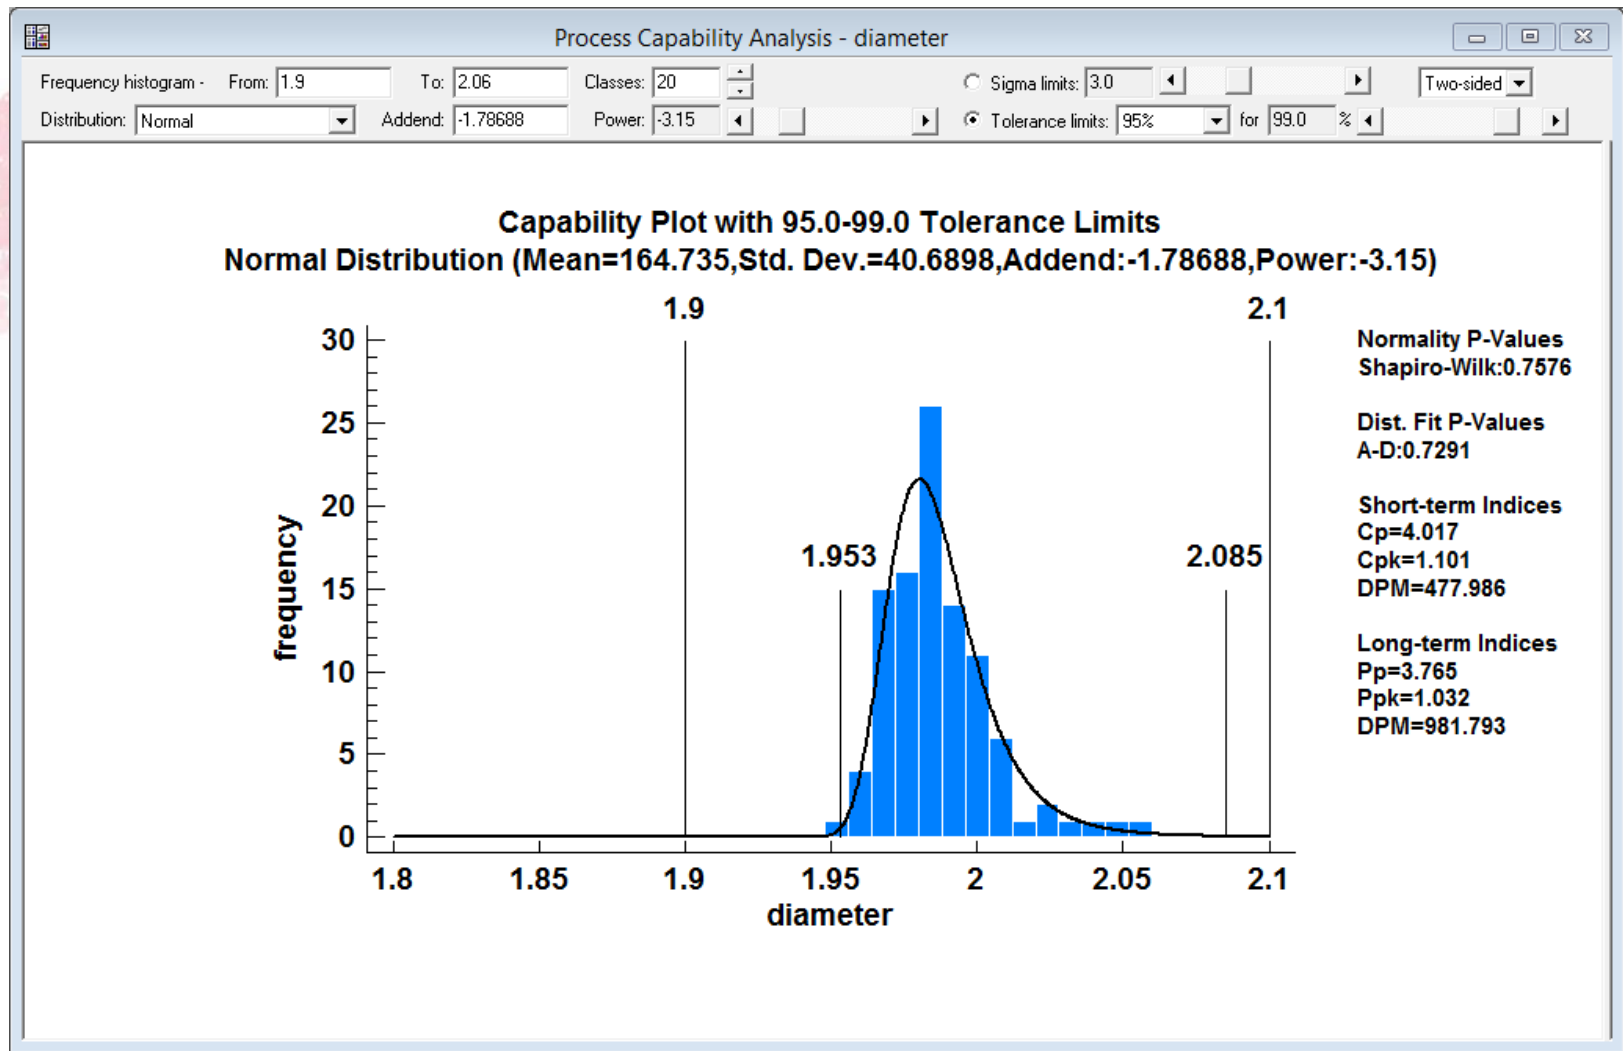 Process Capability Analysis - diameter
Frequency histogram - From: 1.9 To: 2.06 Classes: 20 Sigma limits: 3.0 Two-sided
Distribution: Normal Addend: -1.78688 Power: -3.15 Tolerance limits: 95% for 99.0 %
Capability Plot with 95.0-99.0 Tolerance Limits
Normal Distribution (Mean=164.735,Std. Dev.=40.6898,Addend:-1.78688,Power:-3.15)
1.9 2.1
30
25
20
15
10
5
0
frequency
1.953 2.085
1.8 1.85 1.9 1.95 2 2.05 2.1
diameter
Normality P-Values
Shapiro-Wilk:0.7576
Dist. Fit P-Values
A-D:0.7291
Short-term Indices
Cp=4.017
Cpk=1.101
DPM=477.986
Long-term Indices
Pp=3.765
Ppk=1.032
DPM=981.793